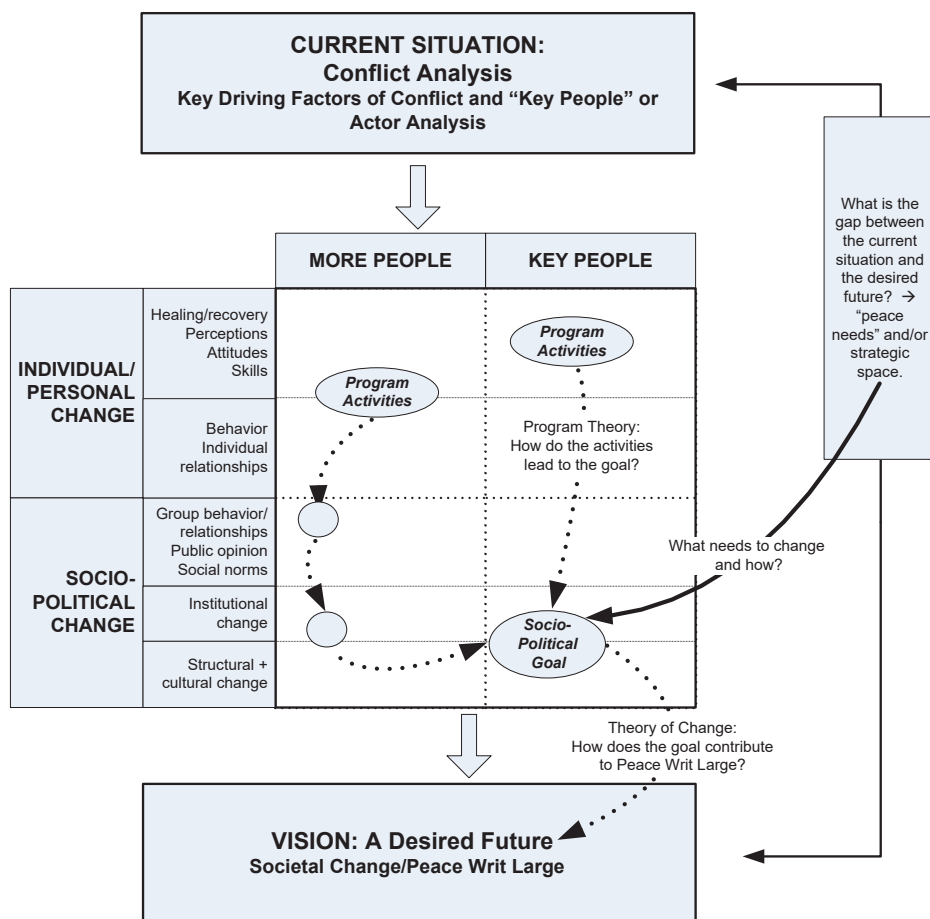 CURRENT SITUATION:
Conflict Analysis
Key Driving Factors of Conflict and “Key People” or
Actor Analysis
What is the
gap between
the current
situation and
the desired
future? →
“peace
needs” and/or
strategic
space.
MORE PEOPLE
KEY PEOPLE
INDIVIDUAL/
PERSONAL
CHANGE
Healing/recovery
Perceptions
Attitudes
Skills
Program
Activities
Program
Activities
Behavior
Individual
relationships
Program Theory:
How do the activities
lead to the goal?
SOCIO-
POLITICAL
CHANGE
Group behavior/
relationships
Public opinion
Social norms
What needs to change
and how?
Institutional
change
Socio-
Political
Goal
Structural +
cultural change
Theory of Change:
How does the goal contribute
to Peace Writ Large?
VISION: A Desired Future
Societal Change/Peace Writ Large